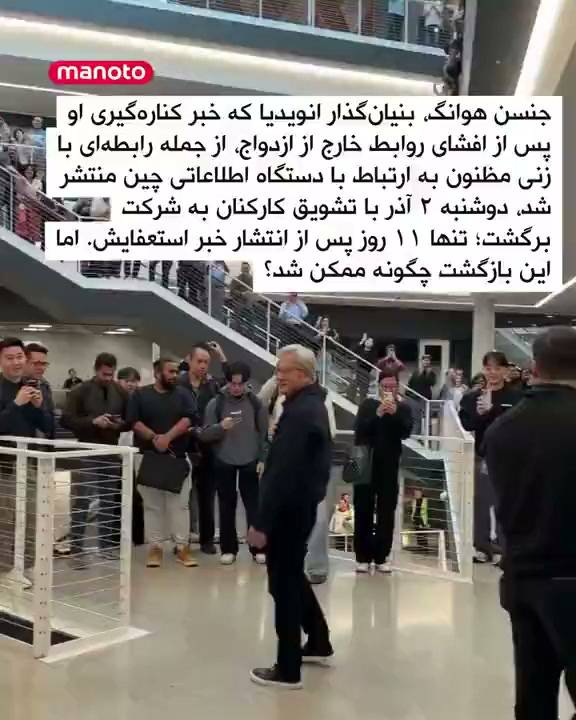 manoto
جنسن هوانگ، بنیان‌گذار انویدیا که خبر کناره‌گیری او
پس از افشای روابط خارج از ازدواج، از جمله رابطه‌ای با
زنی مظنون به ارتباط با دستگاه اطلاعاتی چین منتشر
شد، دوشنبه ۲ آذر با تشویق کارکنان به شرکت
برگشت؛ تنها ۱۱ روز پس از انتشار خبر استعفایش. اما
این بازگشت چگونه ممکن شد؟